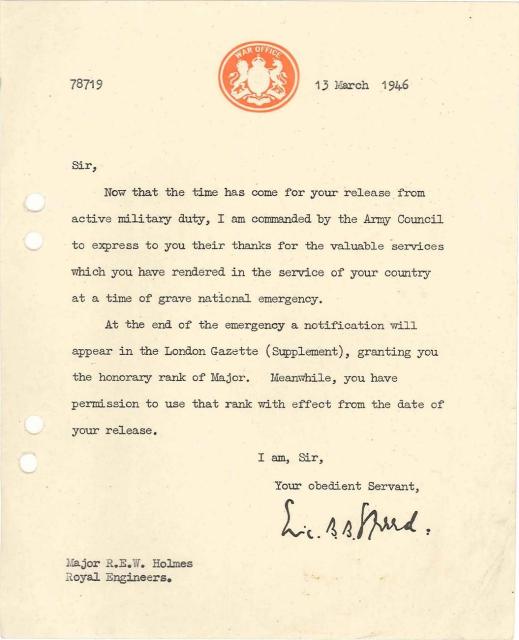 WAR OFFICE
78719
13 March 1946
Sir,
Now that the time has come for your release from
active military duty, I am commanded by the Army Council
to express to you their thanks for the valuable services
which you have rendered in the service of your country
at a time of grave national emergency.
At the end of the emergency a notification will
appear in the London Gazette (Supplement), granting you
the honorary rank of Major. Meanwhile, you have
permission to use that rank with effect from the date of
your release.
I am, Sir,
Your obedient Servant,
Eric. B.B. Speed.
Major R.E.W. Holmes
Royal Engineers.